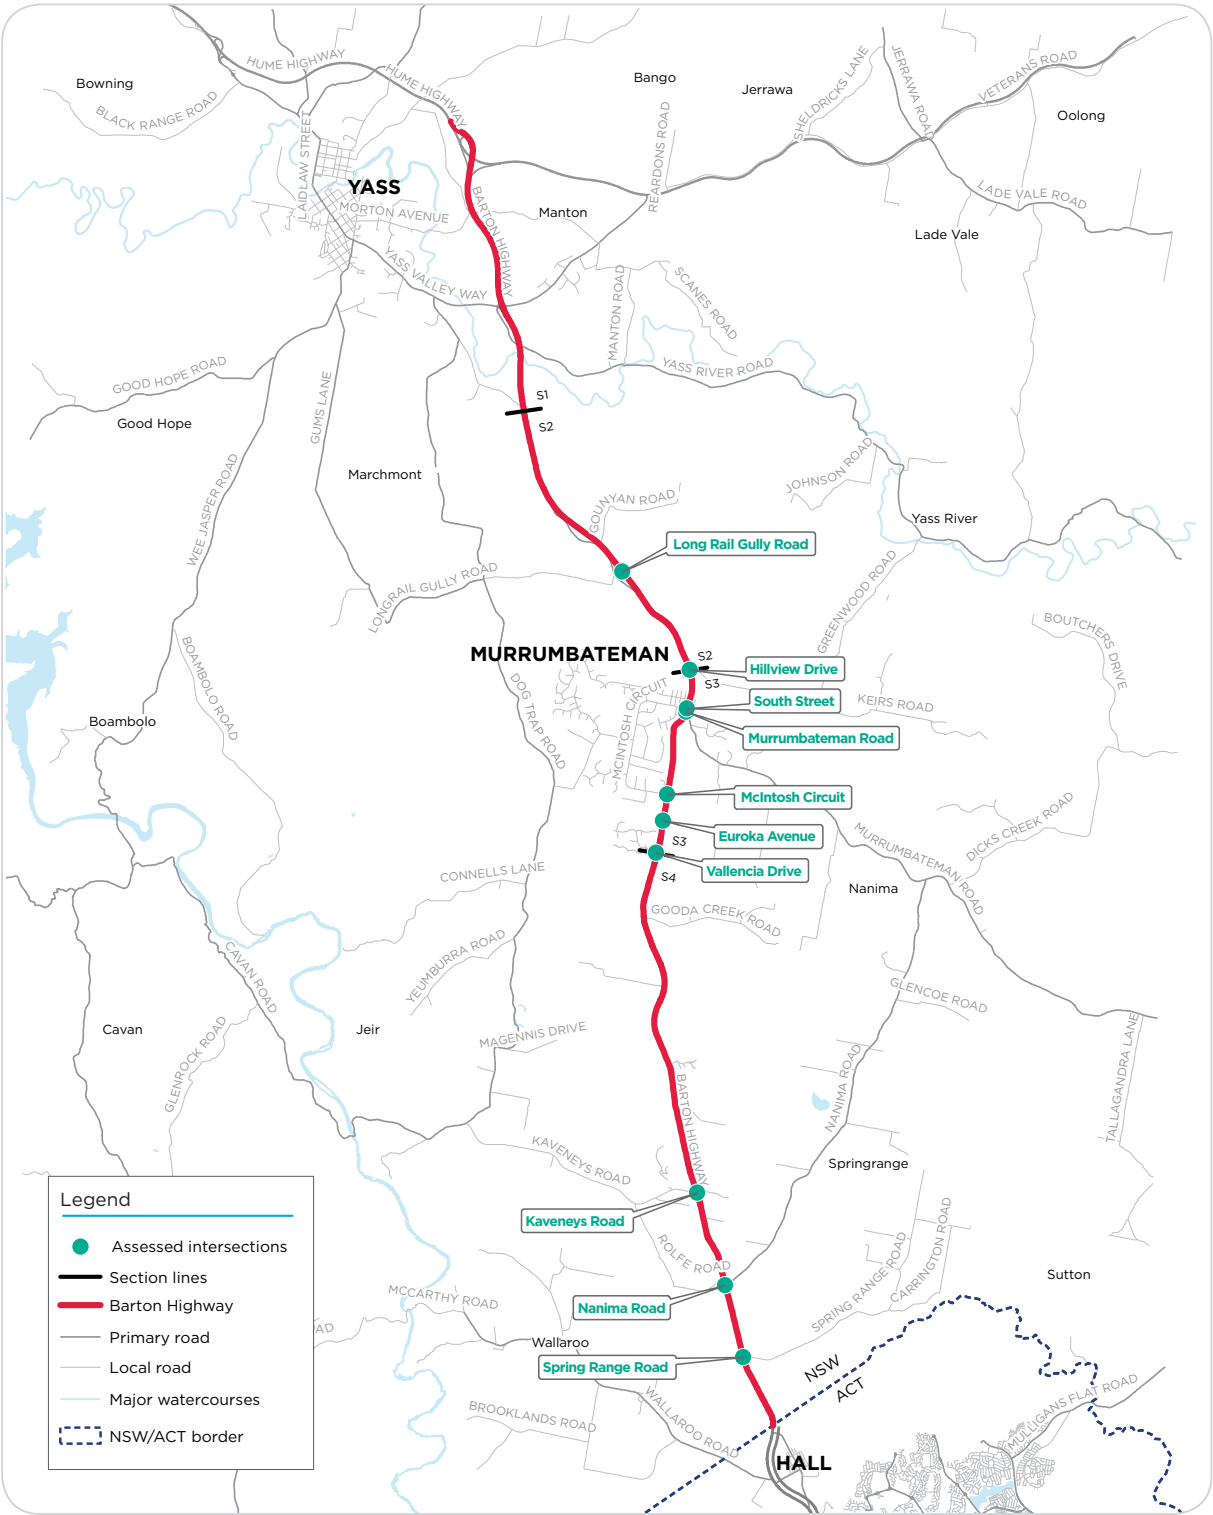 HUME HIGHWAY
HUME HIGHWAY
Bowning
BLACK RANGE ROAD
LAIDLAW STREET
Bango
Jerrawa
SHELDRICKS LANE
JERRAWA ROAD
VETERANS ROAD
Oolong
REARDONS ROAD
YASS
MORTON AVENUE
BARTON HIGHWAY
Manton
LADE VALE ROAD
Lade Vale
YASS VALLEY WAY
MANTON ROAD
SCANES ROAD
YASS RIVER ROAD
GOOD HOPE ROAD
Good Hope
GUMS LANE
S1
S2
WEE JASPER ROAD
Marchmont
GOUNYAN ROAD
JOHNSON ROAD
Yass River
Long Rail Gully Road
LONGRAIL GULLY ROAD
GREENWOOD ROAD
BOUTCHERS DRIVE
MURRUMBATEMAN
S2
S3
Hillview Drive
South Street
KEIRS ROAD
Murrumbateman Road
BOAMBOLO ROAD
Boambolo
DOG TRAP ROAD
MCINTOSH CIRCUIT
McIntosh Circuit
Euroka Avenue
S3
S4
Vallencia Drive
MURRUMBATEMAN ROAD
DICKS CREEK ROAD
Nanima
CONNELLS LANE
GOODA CREEK ROAD
YEUMBURRA ROAD
CAVAN ROAD
GLENCOE ROAD
Cavan
Jeir
GLENROCK ROAD
MAGENNIS DRIVE
BARTON HIGHWAY
NANIMA ROAD
TALLAGANDRA LANE
KAVENEYS ROAD
Springrange
Kaveneys Road
ROLFE ROAD
SPRING RANGE ROAD
CARRINGTON ROAD
Sutton
MCCARTHY ROAD
Nanima Road
Wallaroo
Spring Range Road
NSW
ACT
AD
BROOKLANDS ROAD
WALLAROO ROAD
MULLIGANS FLAT ROAD
HALL
Legend
Assessed intersections
Section lines
Barton Highway
Primary road
Local road
Major watercourses
NSW/ACT border